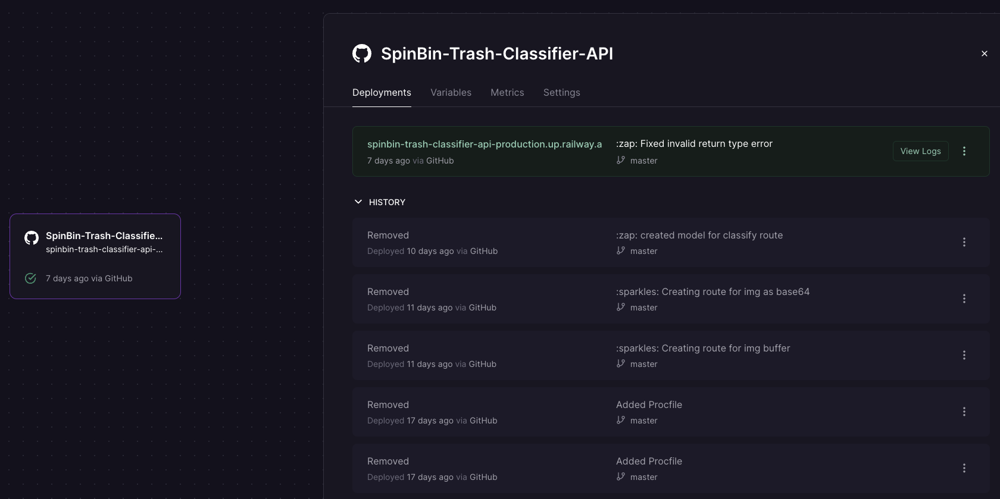 SpinBin-Trash-Classifie...
spinbin-trash-classifier-api-...
7 days ago via GitHub
SpinBin-Trash-Classifier-API
Deployments Variables Metrics Settings
spinbin-trash-classifier-api-production.up.railway.a
7 days ago via GitHub
:zap: Fixed invalid return type error
master
View Logs
HISTORY
Removed
Deployed 10 days ago via GitHub
:zap: created model for classify route
master
Removed
Deployed 11 days ago via GitHub
:sparkles: Creating route for img as base64
master
Removed
Deployed 11 days ago via GitHub
:sparkles: Creating route for img buffer
master
Removed
Deployed 17 days ago via GitHub
Added Procfile
master
Removed
Deployed 17 days ago via GitHub
Added Procfile
master